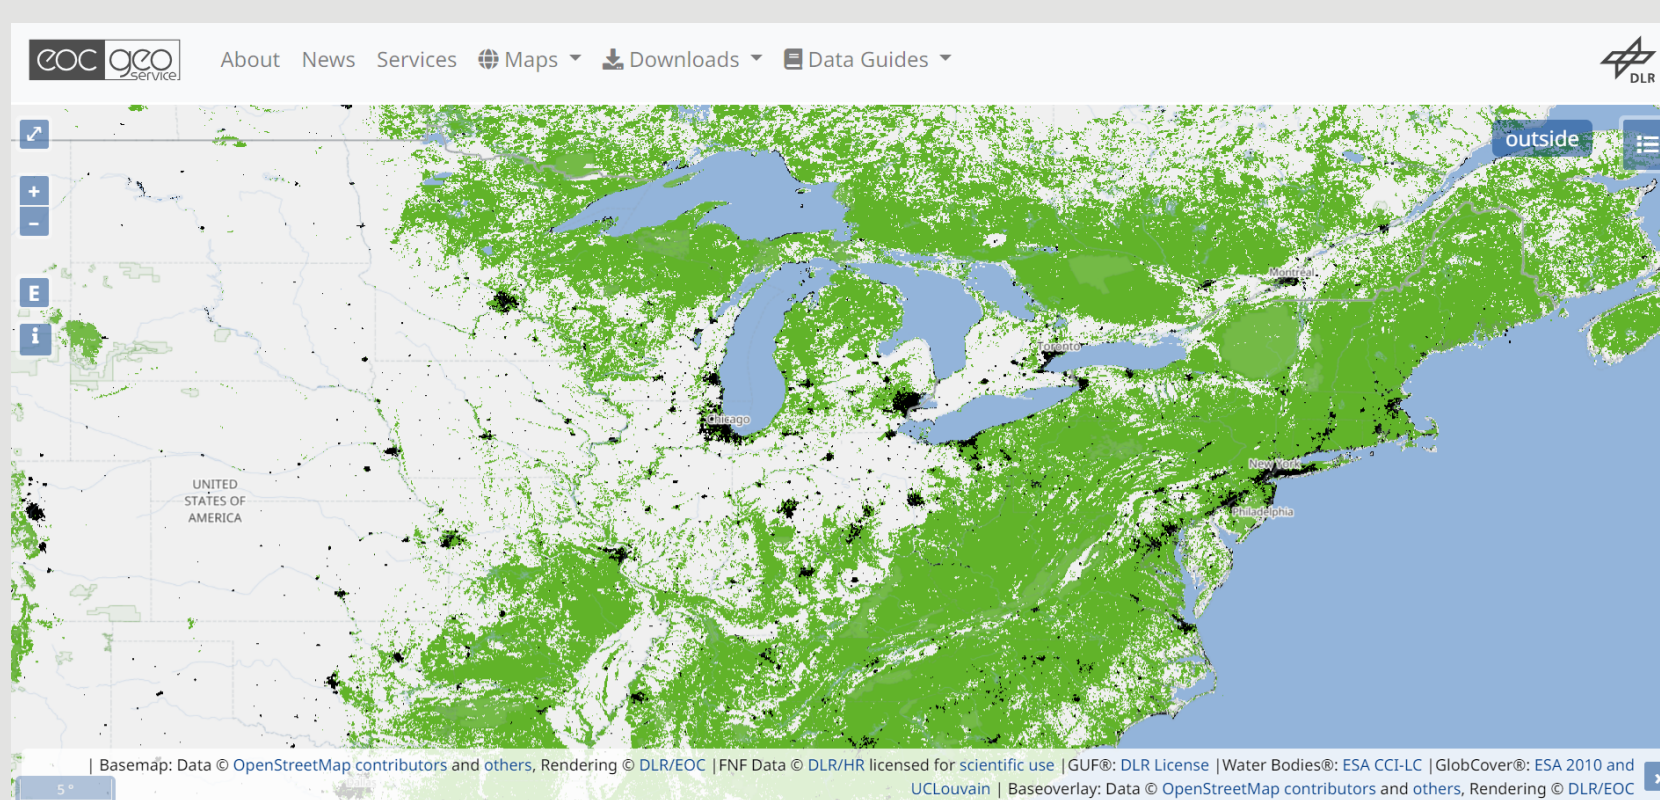 eoc geo service
About News Services Maps Downloads Data Guides
DLR
outside
+
–
E
i
Montréal
Toronto
Chicago
New York
Philadelphia
UNITED
STATES OF
AMERICA
| Basemap: Data © OpenStreetMap contributors and others, Rendering © DLR/EOC |FNF Data © DLR/HR licensed for scientific use |GUF®: DLR License |Water Bodies®: ESA CCI-LC |GlobCover®: ESA 2010 and
UCLouvain | Baseoverlay: Data © OpenStreetMap contributors and others, Rendering © DLR/EOC
5 °